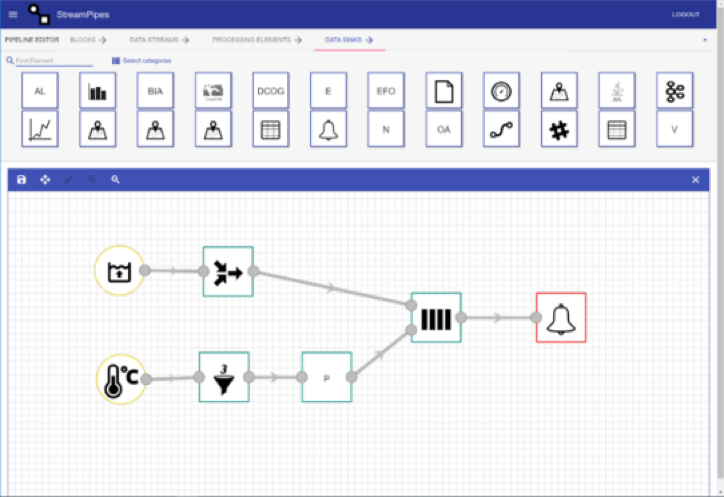 StreamPipes
LOGOUT
PIPELINE EDITOR BLOCKS DATA STREAMS PROCESSING ELEMENTS DATA SINKS
Find Element
Select categories
AL BIA DCOG E EFO
N OA V
°C
3
P